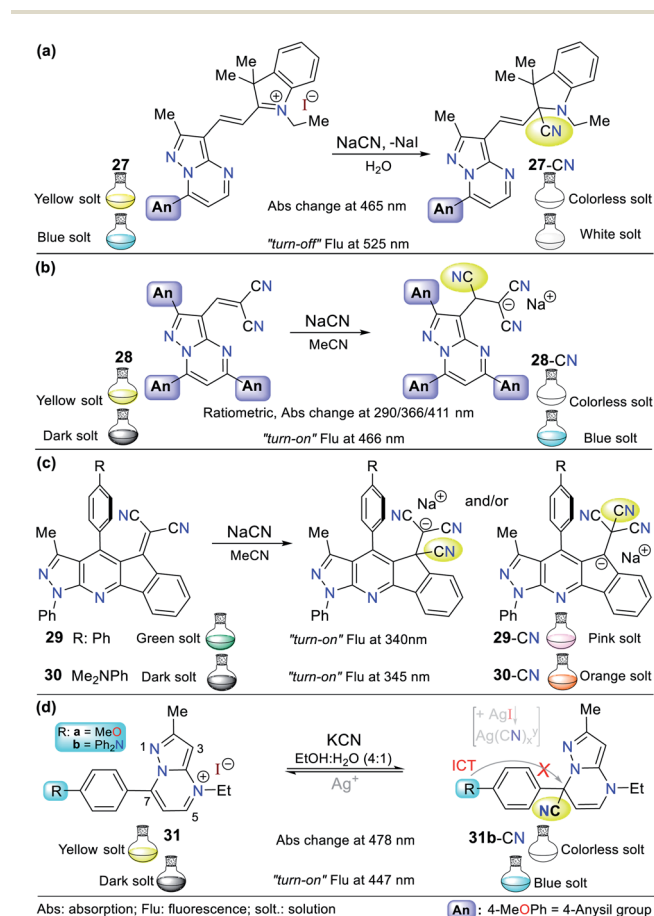 (a)
Me
Me
N
⊕
I⊖
Me
Me
N
N
N
An
27
Yellow solt
Blue solt
NaCN, -NaI
H2O
Abs change at 465 nm
"turn-off" Flu at 525 nm
Me
Me
N
CN
Me
Me
N
N
N
An
27-CN
Colorless solt
White solt
(b)
An
CN
CN
N
N
N
An
An
28
Yellow solt
Dark solt
NaCN
MeCN
Ratiometric, Abs change at 290/366/411 nm
"turn-on" Flu at 466 nm
NC
CN
⊖
CN
Na⊕
An
N
N
N
An
An
28-CN
Colorless solt
Blue solt
(c)
R
NC
CN
Me
N
N
N
Ph
29 R: Ph
Green solt
30 Me2NPh
Dark solt
NaCN
MeCN
"turn-on" Flu at 340nm
"turn-on" Flu at 345 nm
R
Na⊕
NC
⊖
CN
CN
Me
N
N
N
Ph
and/or
R
NC
CN
NC
⊖
Na⊕
Me
N
N
N
Ph
29-CN
Pink solt
30-CN
Orange solt
(d)
R: a = MeO
b = Ph2N
Me
1
3
N
N
N
⊕
I⊖
Et
7
5
R
31
Yellow solt
Dark solt
KCN
EtOH:H2O (4:1)
Ag+
Abs change at 478 nm
"turn-on" Flu at 447 nm
+ AgI↓
Ag(CN)x y
ICT
X
Me
N
N
N
Et
R
NC
31b-CN
Colorless solt
Blue solt
Abs: absorption; Flu: fluorescence; solt.: solution
An : 4-MeOPh = 4-Anysil group